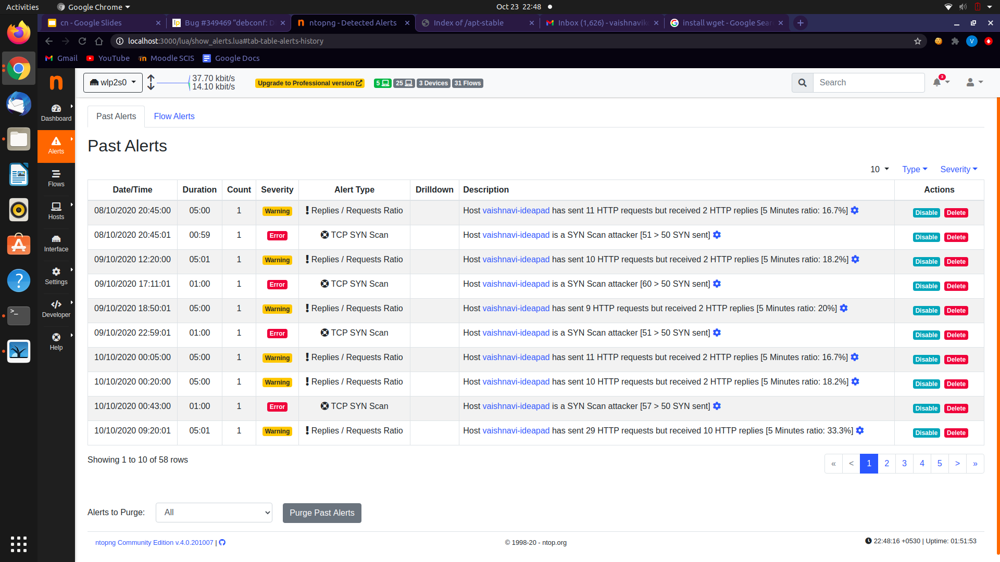 Activities Google Chrome Oct 23 22:48
cn - Google Slides Bug #349469 “debconf: D ntopng - Detected Alerts Index of /apt-stable Inbox (1,626) - vaishnavik install wget - Google Sear
localhost:3000/lua/show_alerts.lua#tab-table-alerts-history V
Gmail YouTube Moodle SCIS Google Docs
wlp2s0 37.70 kbit/s
14.10 kbit/s
Upgrade to Professional version 5 25 3 Devices 31 Flows Search 3
Dashboard
Alerts
Flows
Hosts
Interface
Settings
Developer
Help
Past Alerts Flow Alerts
Past Alerts
10 Type Severity
Date/Time Duration Count Severity Alert Type Drilldown Description Actions
08/10/2020 20:45:00 05:00 1 Warning Replies / Requests Ratio Host vaishnavi-ideapad has sent 11 HTTP requests but received 2 HTTP replies [5 Minutes ratio: 16.7%] Disable Delete
08/10/2020 20:45:01 00:59 1 Error TCP SYN Scan Host vaishnavi-ideapad is a SYN Scan attacker [51 > 50 SYN sent] Disable Delete
09/10/2020 12:20:00 05:01 1 Warning Replies / Requests Ratio Host vaishnavi-ideapad has sent 10 HTTP requests but received 2 HTTP replies [5 Minutes ratio: 18.2%] Disable Delete
09/10/2020 17:11:01 01:00 1 Error TCP SYN Scan Host vaishnavi-ideapad is a SYN Scan attacker [60 > 50 SYN sent] Disable Delete
09/10/2020 18:50:01 05:00 1 Warning Replies / Requests Ratio Host vaishnavi-ideapad has sent 9 HTTP requests but received 2 HTTP replies [5 Minutes ratio: 20%] Disable Delete
09/10/2020 22:59:01 01:00 1 Error TCP SYN Scan Host vaishnavi-ideapad is a SYN Scan attacker [51 > 50 SYN sent] Disable Delete
10/10/2020 00:05:00 05:00 1 Warning Replies / Requests Ratio Host vaishnavi-ideapad has sent 11 HTTP requests but received 2 HTTP replies [5 Minutes ratio: 16.7%] Disable Delete
10/10/2020 00:20:00 05:00 1 Warning Replies / Requests Ratio Host vaishnavi-ideapad has sent 10 HTTP requests but received 2 HTTP replies [5 Minutes ratio: 18.2%] Disable Delete
10/10/2020 00:43:00 01:00 1 Error TCP SYN Scan Host vaishnavi-ideapad is a SYN Scan attacker [57 > 50 SYN sent] Disable Delete
10/10/2020 09:20:01 05:01 1 Warning Replies / Requests Ratio Host vaishnavi-ideapad has sent 29 HTTP requests but received 10 HTTP replies [5 Minutes ratio: 33.3%] Disable Delete
Showing 1 to 10 of 58 rows « < 1 2 3 4 5 > »
Alerts to Purge: All Purge Past Alerts
ntopng Community Edition v.4.0.201007 | © 1998-20 - ntop.org 22:48:16 +0530 | Uptime: 01:51:53